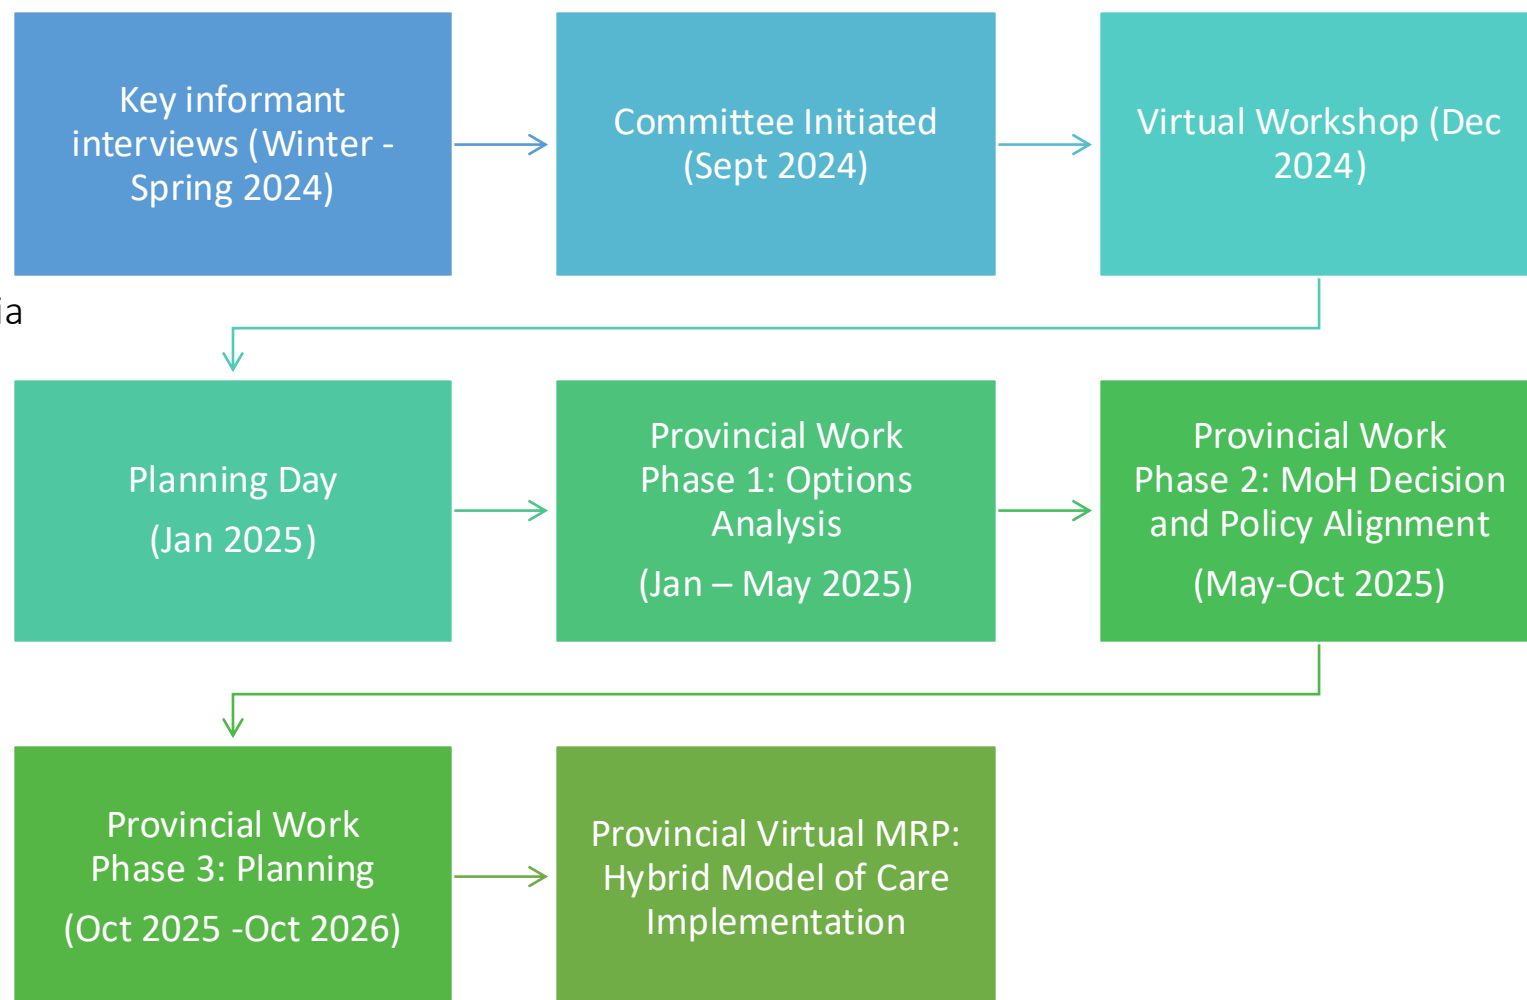 Key informant
interviews (Winter -
Spring 2024)
Committee Initiated
(Sept 2024)
Virtual Workshop (Dec
2024)
ia
Planning Day
(Jan 2025)
Provincial Work
Phase 1: Options
Analysis
(Jan – May 2025)
Provincial Work
Phase 2: MoH Decision
and Policy Alignment
(May-Oct 2025)
Provincial Work
Phase 3: Planning
(Oct 2025 -Oct 2026)
Provincial Virtual MRP:
Hybrid Model of Care
Implementation